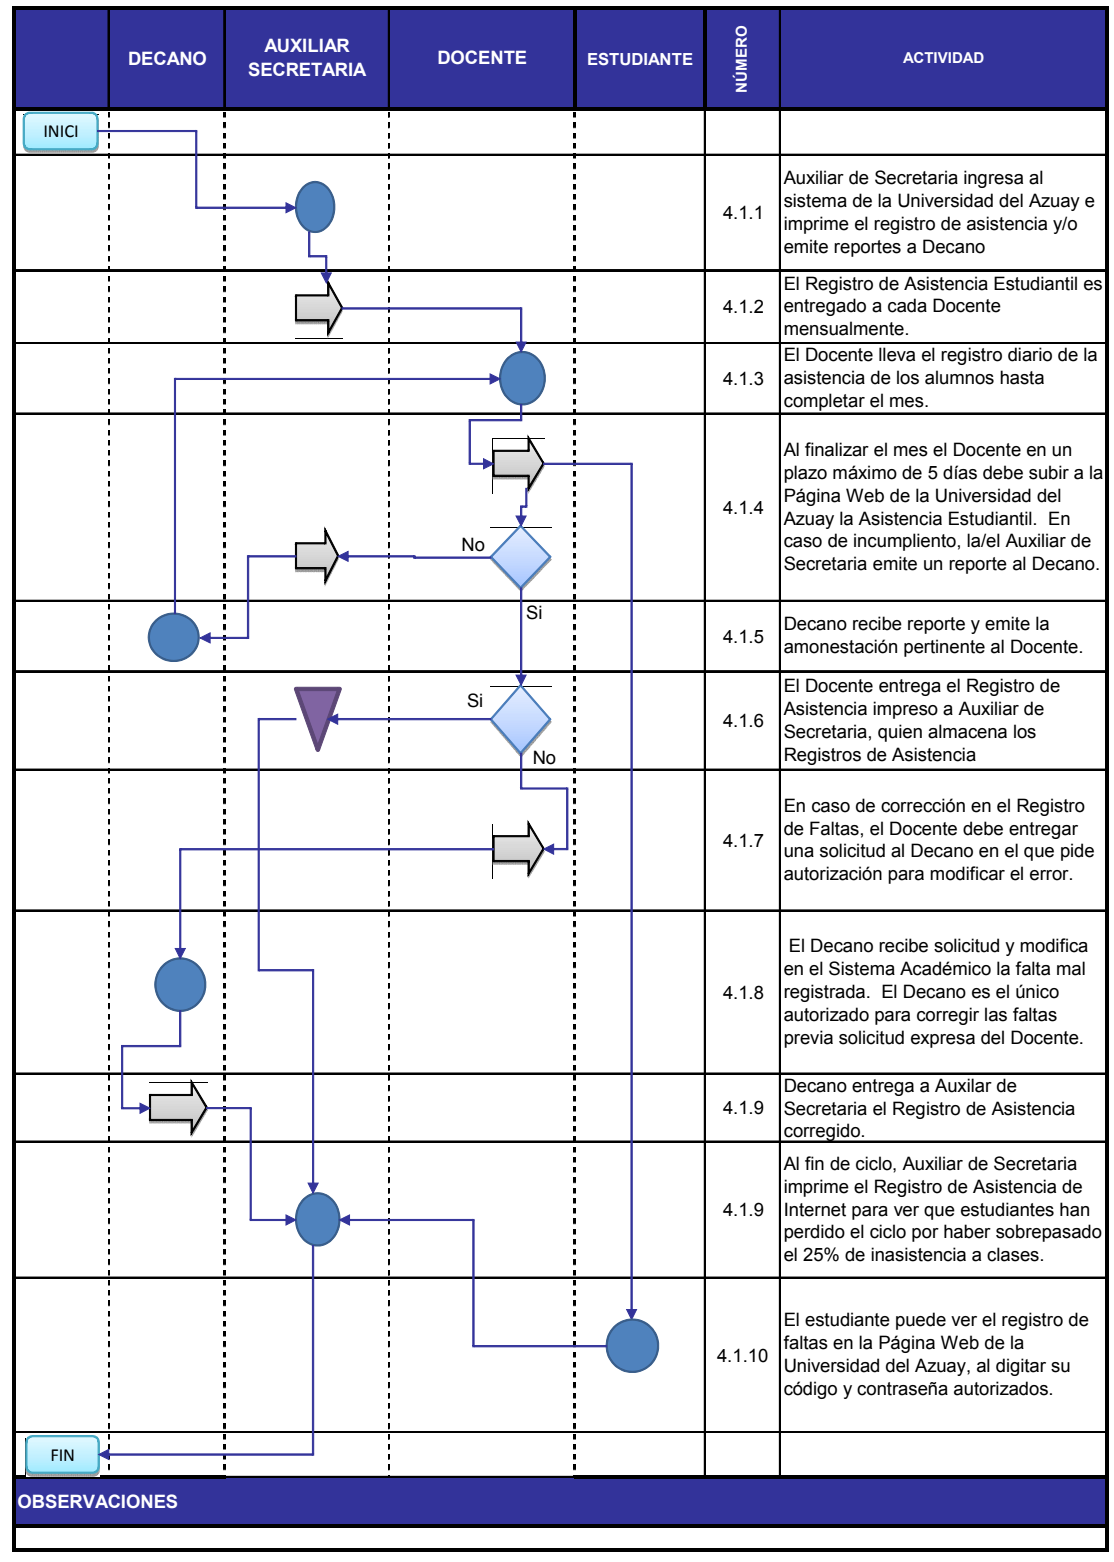 DECANO
AUXILIAR
SECRETARIA
DOCENTE
ESTUDIANTE
NÚMERO
ACTIVIDAD
INICI
4.1.1
Auxiliar de Secretaria ingresa al
sistema de la Universidad del Azuay e
imprime el registro de asistencia y/o
emite reportes a Decano
4.1.2
El Registro de Asistencia Estudiantil es
entregado a cada Docente
mensualmente.
4.1.3
El Docente lleva el registro diario de la
asistencia de los alumnos hasta
completar el mes.
No
Si
4.1.4
Al finalizar el mes el Docente en un
plazo máximo de 5 días debe subir a la
Página Web de la Universidad del
Azuay la Asistencia Estudiantil.  En
caso de incumpliento, la/el Auxiliar de
Secretaria emite un reporte al Decano.
4.1.5
Decano recibe reporte y emite la
amonestación pertinente al Docente.
Si
No
4.1.6
El Docente entrega el Registro de
Asistencia impreso a Auxiliar de
Secretaria, quien almacena los
Registros de Asistencia
4.1.7
En caso de corrección en el Registro
de Faltas, el Docente debe entregar
una solicitud al Decano en el que pide
autorización para modificar el error.
4.1.8
El Decano recibe solicitud y modifica
en el Sistema Académico la falta mal
registrada.  El Decano es el único
autorizado para corregir las faltas
previa solicitud expresa del Docente.
4.1.9
Decano entrega a Auxilar de
Secretaria el Registro de Asistencia
corregido.
4.1.9
Al fin de ciclo, Auxiliar de Secretaria
imprime el Registro de Asistencia de
Internet para ver que estudiantes han
perdido el ciclo por haber sobrepasado
el 25% de inasistencia a clases.
4.1.10
El estudiante puede ver el registro de
faltas en la Página Web de la
Universidad del Azuay, al digitar su
código y contraseña autorizados.
FIN
OBSERVACIONES